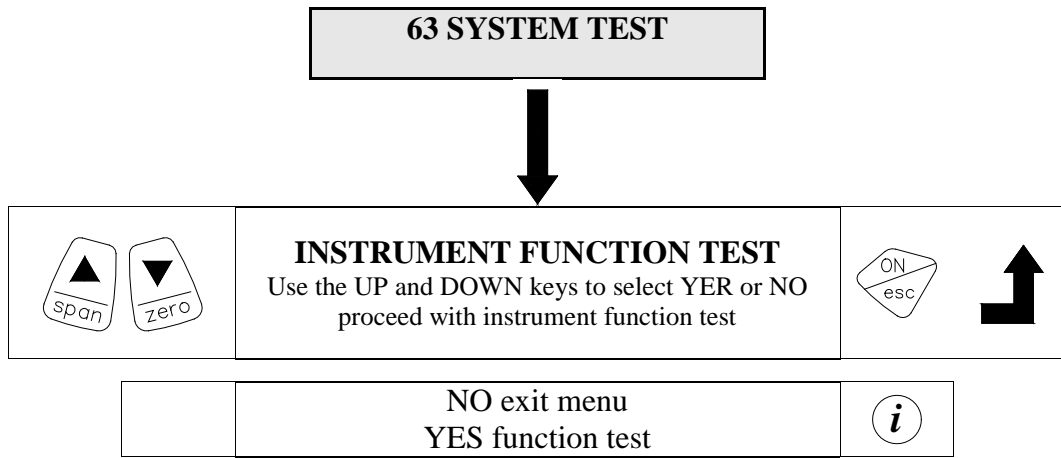 63 SYSTEM TEST
span
zero
INSTRUMENT FUNCTION TEST
Use the UP and DOWN keys to select YER or NO
proceed with instrument function test
ON
esc
NO exit menu
YES function test
i